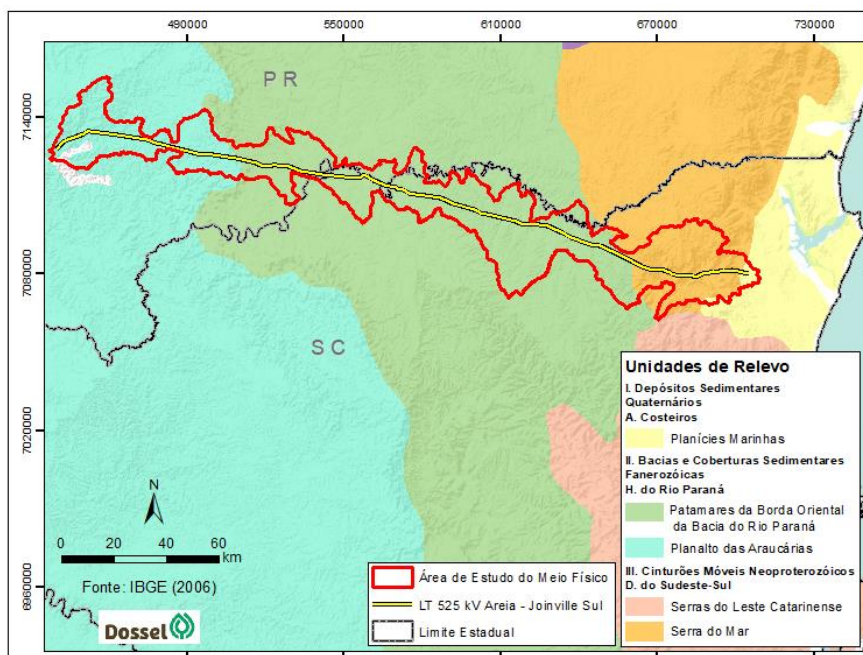 490000 550000 610000 670000 730000
7140000
7080000
7020000
6960000
PR
SC
N
0 20 40 60
km
Fonte: IBGE (2006)
Dossel
Área de Estudo do Meio Físico
LT 525 kV Areia - Joinville Sul
Limite Estadual
Unidades de Relevo
I. Depósitos Sedimentares
Quaternários
A. Costeiros
Planícies Marinhas
II. Bacias e Coberturas Sedimentares
Fanerozóicas
H. do Rio Paraná
Patamares da Borda Oriental
da Bacia do Rio Paraná
Planalto das Araucárias
III. Cinturões Móveis Neoproterozóicos
D. do Sudeste-Sul
Serras do Leste Catarinense
Serra do Mar